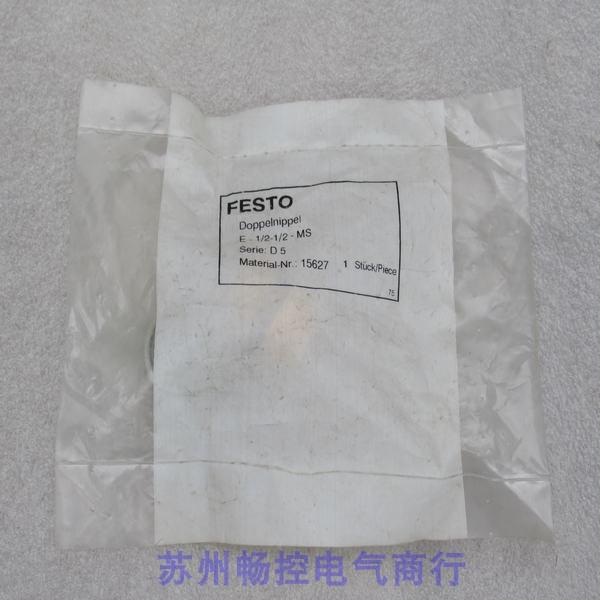 FESTO
Doppelnippel
E - 1/2-1/2 - MS
Serie: D 5
Material-Nr.: 15627 1 Stück/Piece
75
苏州畅控电气商行